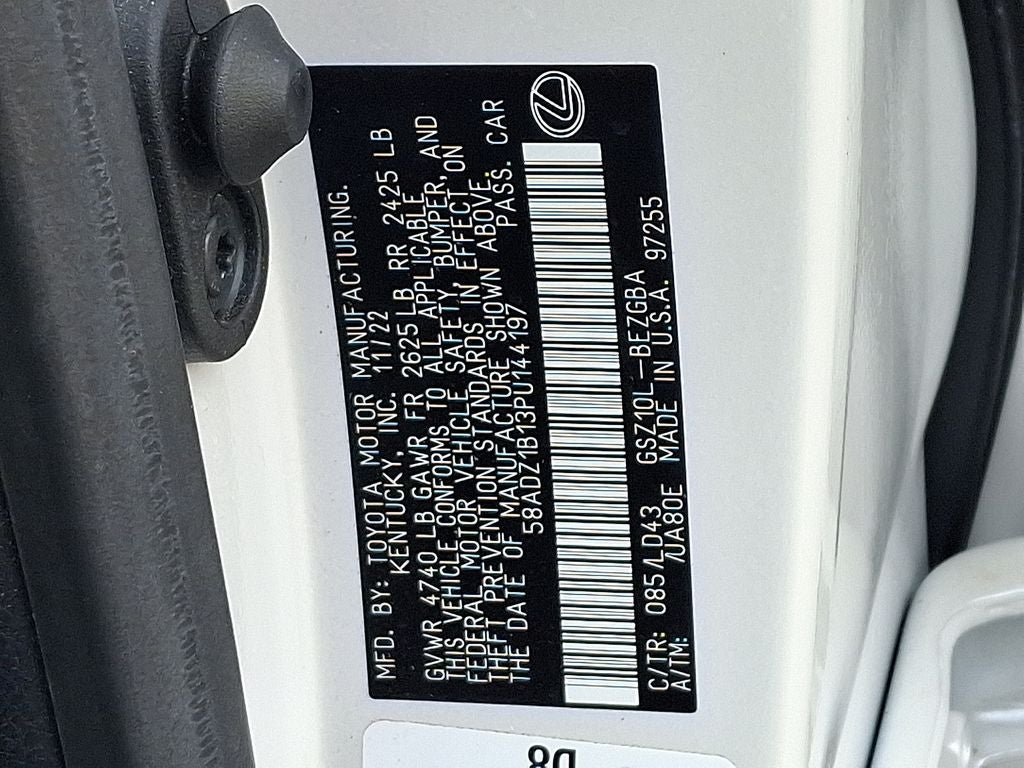 MFD. BY: TOYOTA MOTOR MANUFACTURING.
KENTUCKY, INC. 11/22
GVWR 4740 LB GAWR FR 2625 LB RR 2425 LB
THIS VEHICLE CONFORMS TO ALL APPLICABLE
FEDERAL MOTOR VEHICLE SAFETY, BUMPER, AND
THEFT PREVENTION STANDARDS IN EFFECT ON
THE DATE OF MANUFACTURE SHOWN ABOVE.
58ADZ1B13PU144197 PASS. CAR
C/TR: 085/LD43 GSZ10L-BEZGBA
A/TM: /UA80E MADE IN U.S.A. 97255